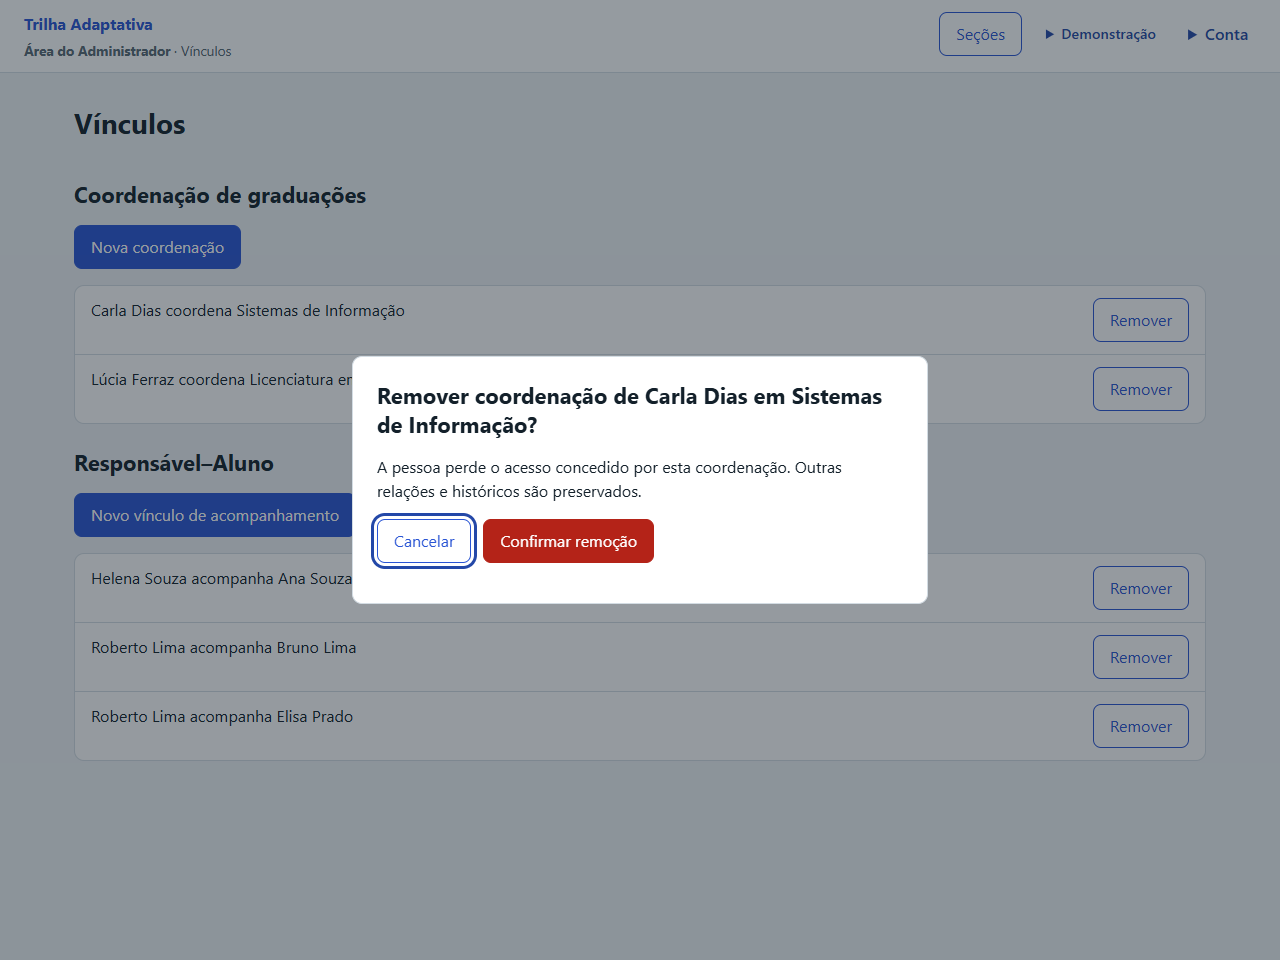 Trilha Adaptativa
Área do Administrador · Vínculos
Seções
Demonstração
Conta
Vínculos
Coordenação de graduações
Nova coordenação
Carla Dias coordena Sistemas de Informação
Remover
Lúcia Ferraz coordena Licenciatura
Remover
Remover coordenação de Carla Dias em Sistemas
de Informação?
A pessoa perde o acesso concedido por esta coordenação. Outras
relações e históricos são preservados.
Cancelar
Confirmar remoção
Responsável–Aluno
Novo vínculo de acompanhamento
Helena Souza acompanha Ana Souza
Remover
Roberto Lima acompanha Bruno Lima
Remover
Roberto Lima acompanha Elisa Prado
Remover